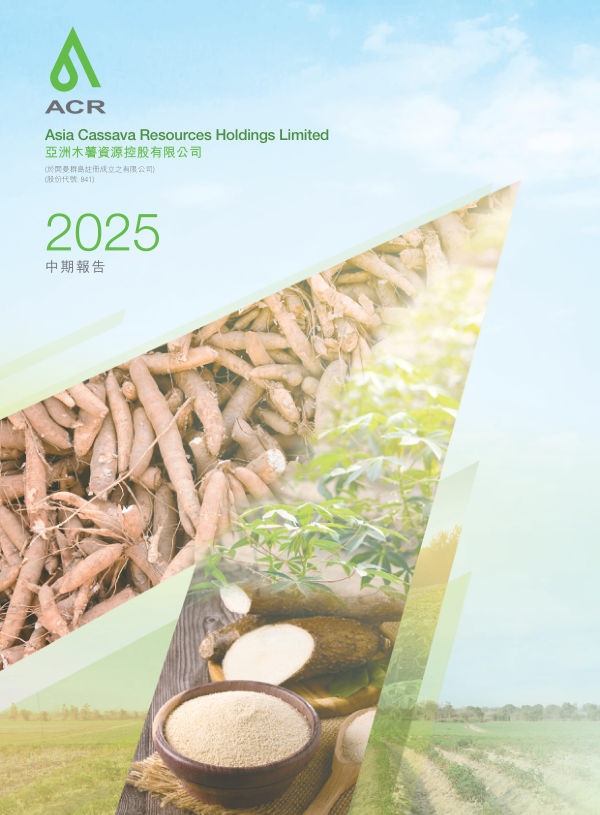 ACR
Asia Cassava Resources Holdings Limited
亞洲木薯資源控股有限公司
(於開曼群島註冊成立之有限公司)
(股份代號: 841)
2025
中期報告